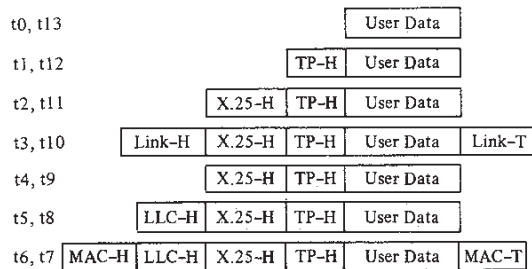 t0, t13 User Data
t1, t12 TP-H User Data
t2, t11 X.25-H TP-H User Data
t3, t10 Link-H X.25-H TP-H User Data Link-T
t4, t9 X.25-H TP-H User Data
t5, t8 LLC-H X.25-H TP-H User Data
t6, t7 MAC-H LLC-H X.25-H TP-H User Data MAC-T